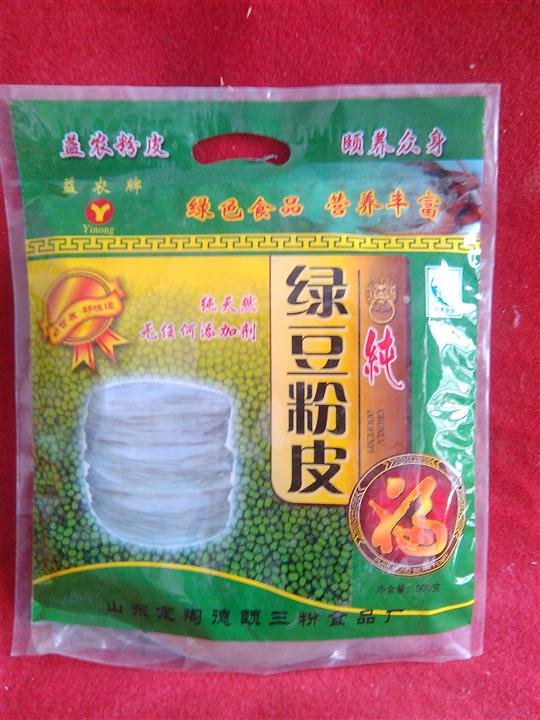 益农粉皮
颐养众身
益农牌
Yinong
绿色食品 营养丰富
纯天然
无任何添加剂
純
绿豆粉皮
福
净含量：500克
山东定陶德颐三粉食品厂